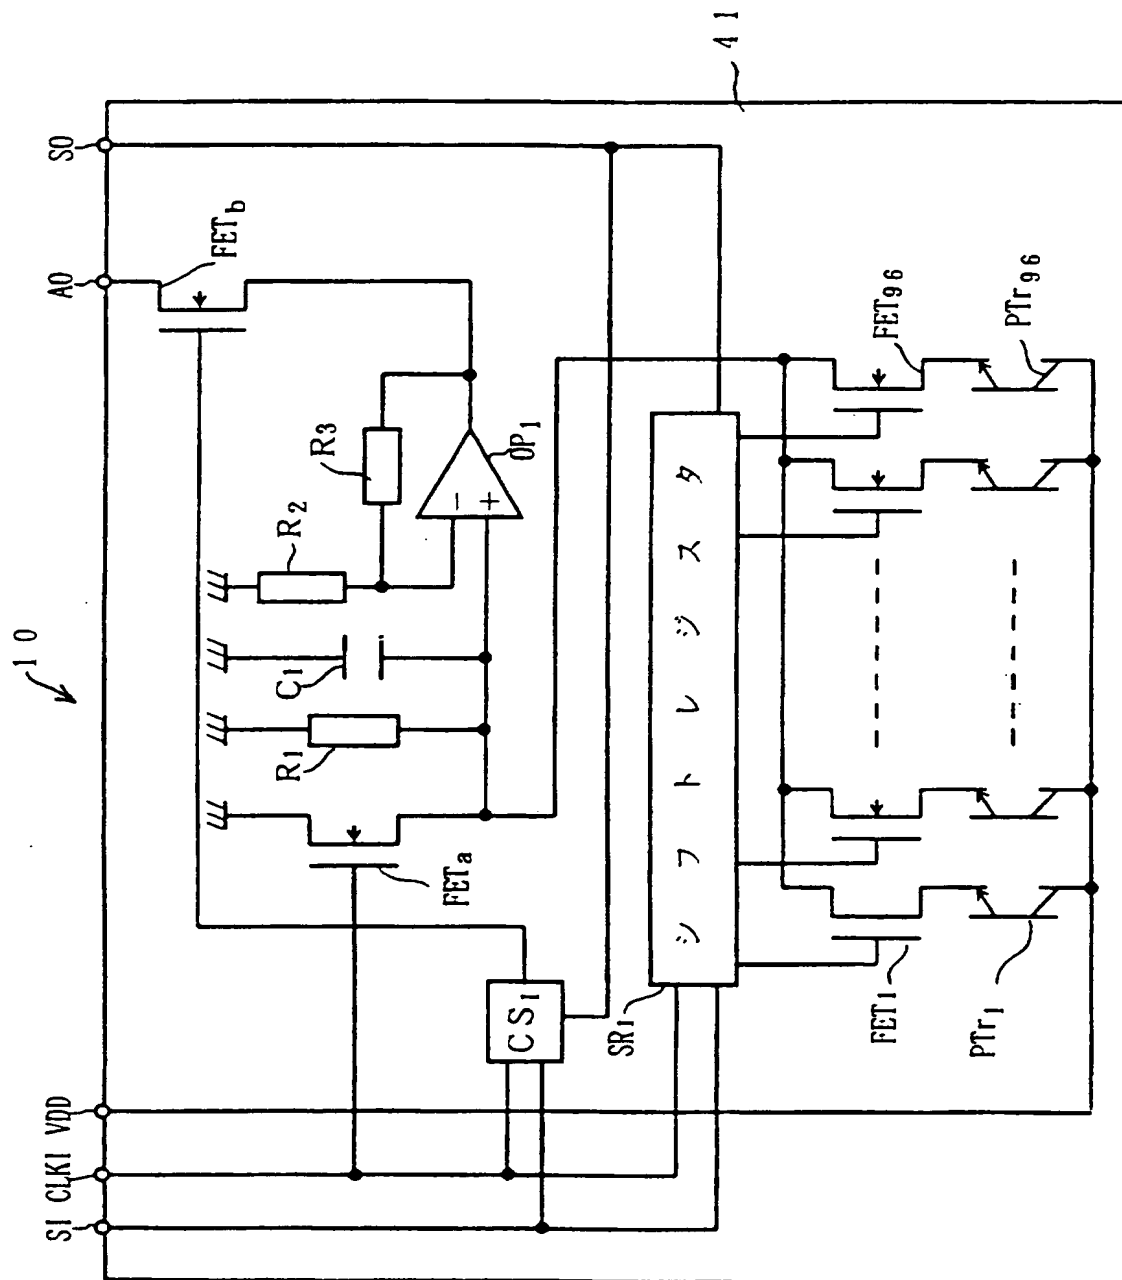 10
41
SI
CLKI
VDD
AO
SO
FETb
R3
R2
C1
R1
OP1
−
+
FETa
CS1
SR1
シフトレジスタ
FET1
FET96
PTr1
PTr96